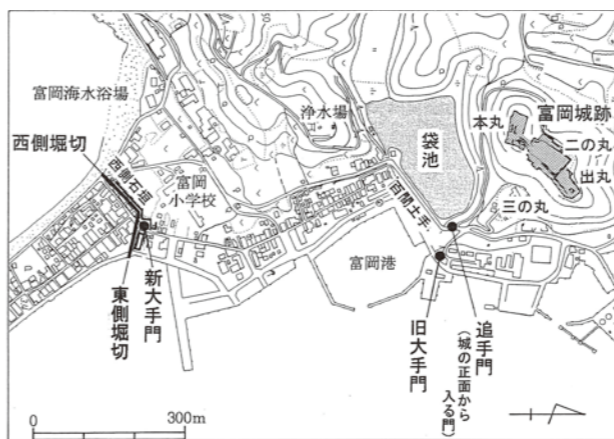 富岡海水浴場
浄水場
袋池
本丸
富岡城跡
二の丸
出丸
三の丸
西側堀切
西側石垣
富岡
小学校
百間土手
富岡港
新大手門
東側堀切
旧大手門
追手門
(城の正面から
入る門)
0
300m